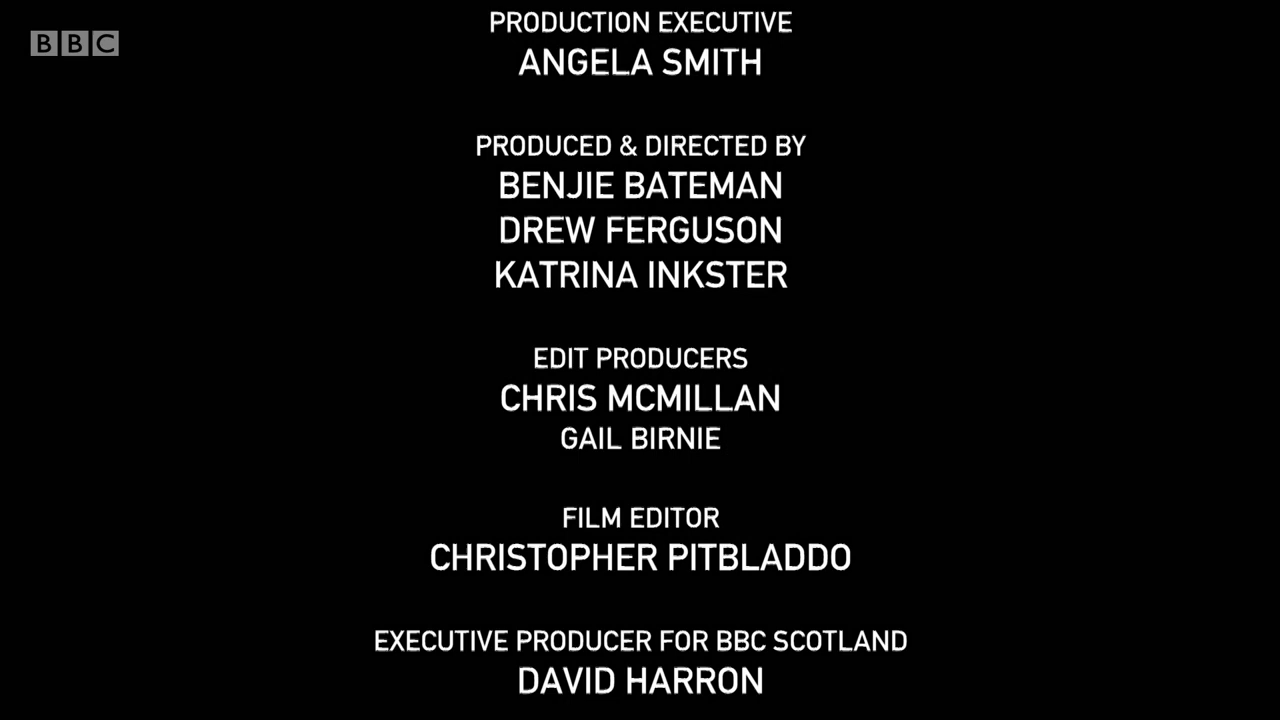 BBC
PRODUCTION EXECUTIVE
ANGELA SMITH
PRODUCED & DIRECTED BY
BENJIE BATEMAN
DREW FERGUSON
KATRINA INKSTER
EDIT PRODUCERS
CHRIS MCMILLAN
GAIL BIRNIE
FILM EDITOR
CHRISTOPHER PITBLADDO
EXECUTIVE PRODUCER FOR BBC SCOTLAND
DAVID HARRON